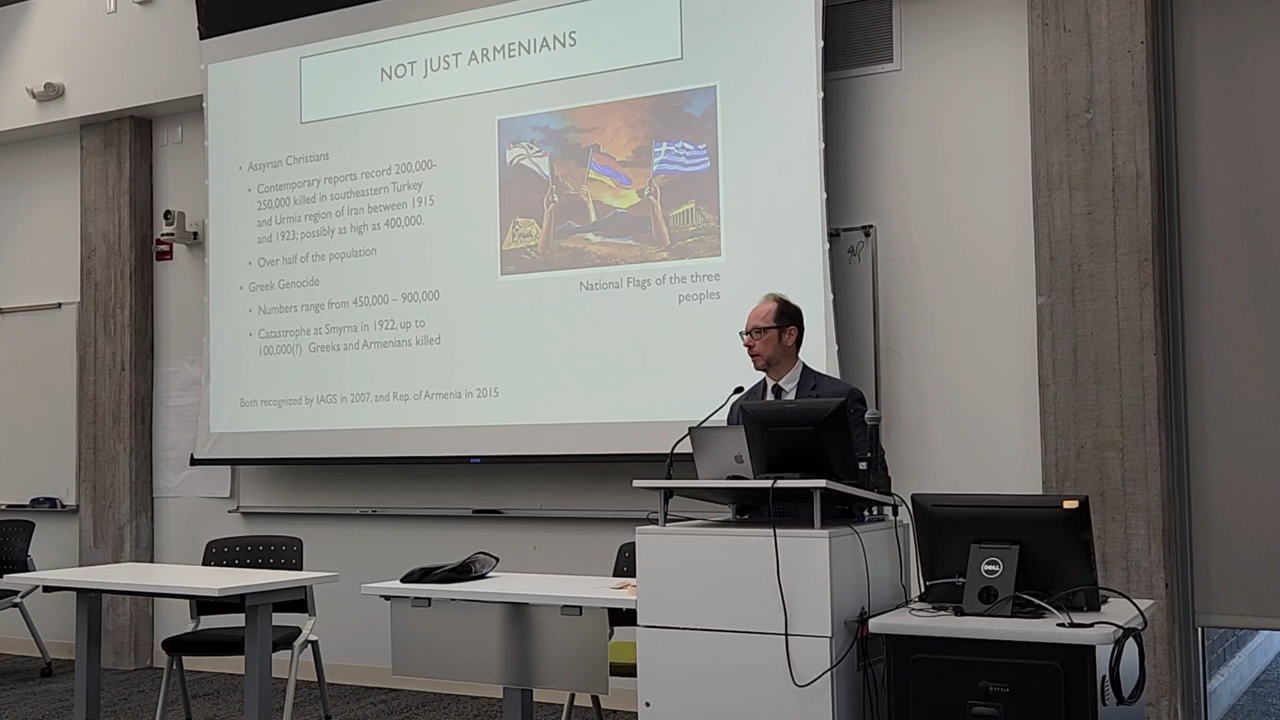 NOT JUST ARMENIANS
• Assyrian Christians
• Contemporary reports record 200,000-
250,000 killed in southeastern Turkey
and Urmia region of Iran between 1915
and 1923; possibly as high as 400,000.
• Over half of the population
• Greek Genocide
• Numbers range from 450,000 – 900,000
• Catastrophe at Smyrna in 1922, up to
100,000(?) Greeks and Armenians killed
Both recognized by IAGS in 2007, and Rep. of Armenia in 2015
National Flags of the three
peoples
DELL